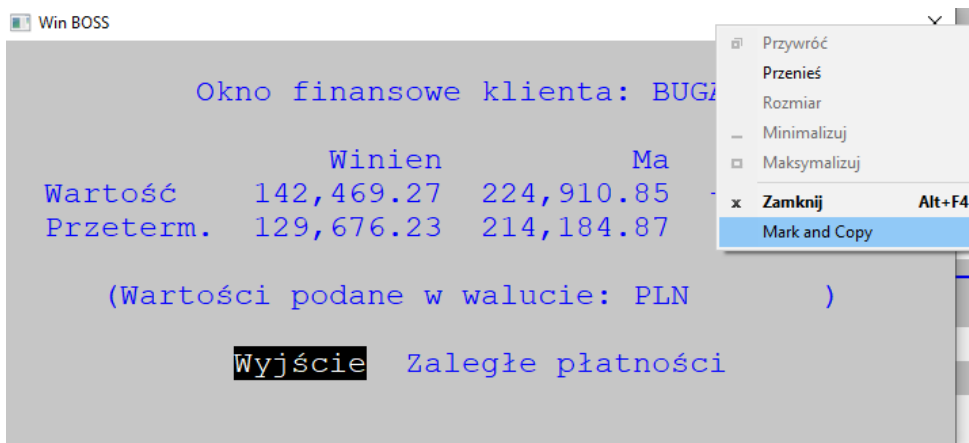 Win BOSS
Okno finansowe klienta:
Winien Ma
Wartość 142,469.27 224,910.85
Przeterm. 129,676.23 214,184.87
(Wartości podane w walucie: PLN )
Wyjście Zaległe płatności
Przywróć
Przenieś
Rozmiar
Minimalizuj
Maksymalizuj
x Zamknij Alt+F4
Mark and Copy